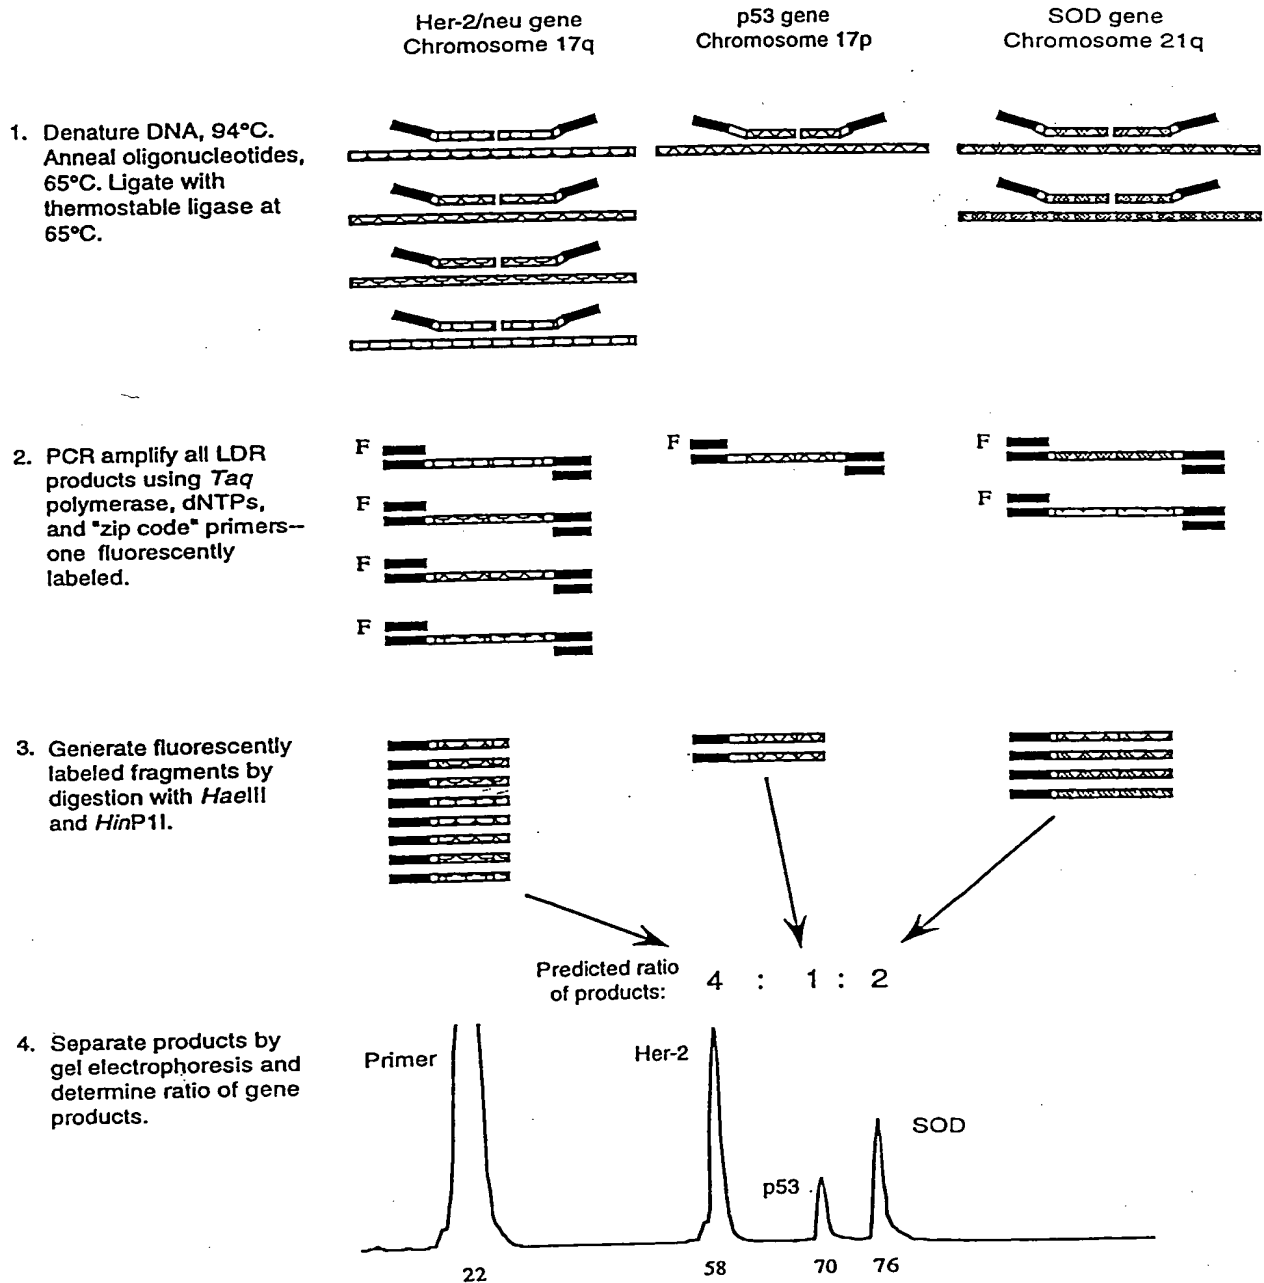 Her-2/neu gene
Chromosome 17q
p53 gene
Chromosome 17p
SOD gene
Chromosome 21q
1. Denature DNA, 94°C.
Anneal oligonucleotides,
65°C. Ligate with
thermostable ligase at
65°C.
2. PCR amplify all LDR
products using Taq
polymerase, dNTPs,
and "zip code" primers--
one fluorescently
labeled.
F
F
F
F
F
F
F
3. Generate fluorescently
labeled fragments by
digestion with HaeIII
and HinP1I.
Predicted ratio
of products:
4 : 1 : 2
4. Separate products by
gel electrophoresis and
determine ratio of gene
products.
Primer
Her-2
p53
SOD
22
58
70
76